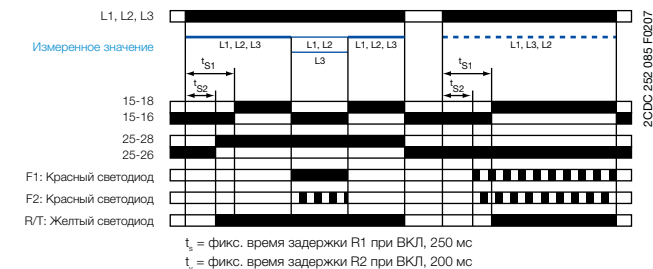 L1, L2, L3
Измеренное значение
L1, L2, L3
L1, L2
L3
L1, L2, L3
L1, L3, L2
tS1
tS2
tS1
tS2
15-18
15-16
25-28
25-26
F1: Красный светодиод
F2: Красный светодиод
R/T: Желтый светодиод
ts = фикс. время задержки R1 при ВКЛ, 250 мс
tv = фикс. время задержки R2 при ВКЛ, 200 мс
2CDC 252 085 F0207